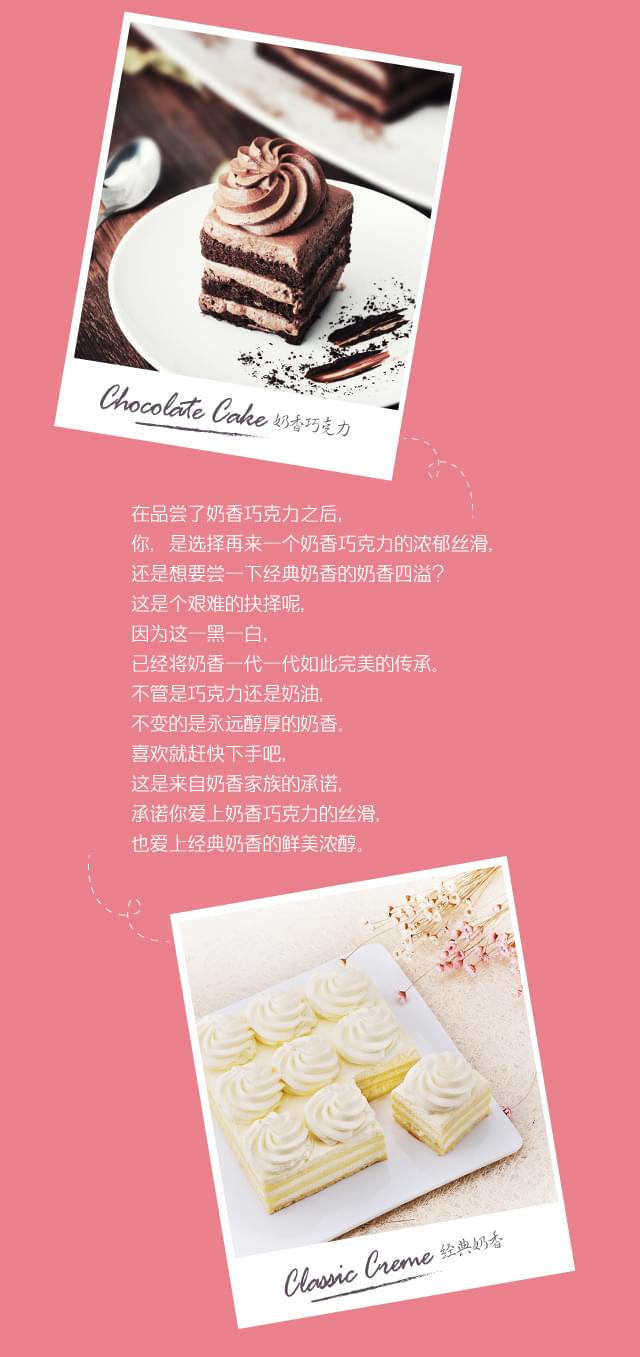 Chocolate Cake 奶香巧克力
在品尝了奶香巧克力之后,
你, 是选择再来一个奶香巧克力的浓郁丝滑,
还是想要尝一下经典奶香的奶香四溢?
这是个艰难的抉择呢,
因为这一黑一白,
已经将奶香一代一代如此完美的传承。
不管是巧克力还是奶油,
不变的是永远醇厚的奶香。
喜欢就赶快下手吧,
这是来自奶香家族的承诺,
承诺你爱上奶香巧克力的丝滑,
也爱上经典奶香的鲜美浓醇。
Classic Creme 经典奶香